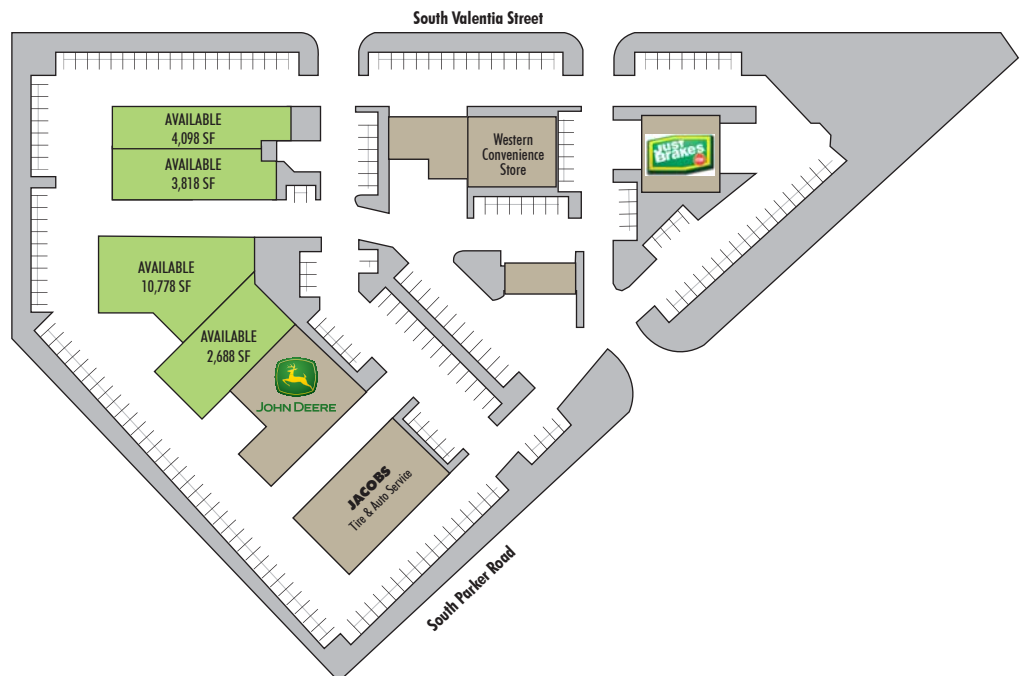 South Valentia Street
AVAILABLE
4,098 SF
AVAILABLE
3,818 SF
Western
Convenience
Store
JUST
Brakes
AVAILABLE
10,778 SF
AVAILABLE
2,688 SF
JOHN DEERE
JACOBS
Tire & Auto Service
South Parker Road